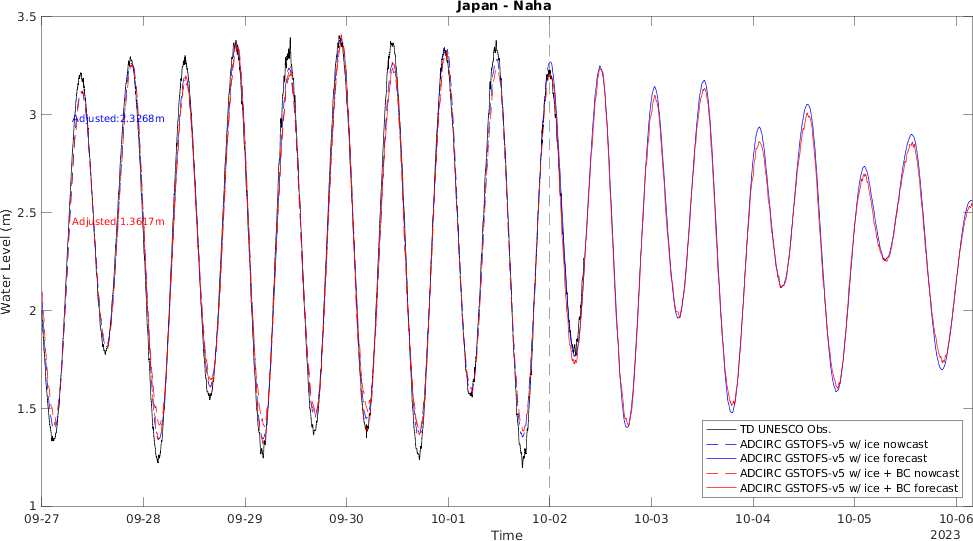 Japan - Naha
3.5
3
2.5
2
1.5
1
Water Level (m)
Adjusted:2.3268m
Adjusted:1.3617m
TD UNESCO Obs.
ADCIRC GSTOFS-v5 w/ ice nowcast
ADCIRC GSTOFS-v5 w/ ice forecast
ADCIRC GSTOFS-v5 w/ ice + BC nowcast
ADCIRC GSTOFS-v5 w/ ice + BC forecast
09-27 09-28 09-29 09-30 10-01 10-02 10-03 10-04 10-05 10-06
Time
2023